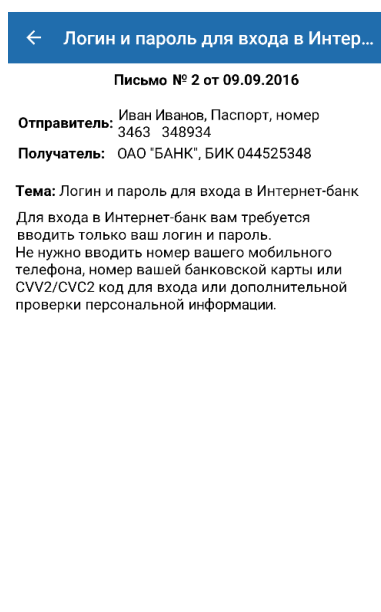 Логин и пароль для входа в Интер...
Письмо № 2 от 09.09.2016
Отправитель: Иван Иванов, Паспорт, номер
3463 348934
Получатель: ОАО "БАНК", БИК 044525348
Тема: Логин и пароль для входа в Интернет-банк
Для входа в Интернет-банк вам требуется
вводить только ваш логин и пароль.
Не нужно вводить номер вашего мобильного
телефона, номер вашей банковской карты или
CVV2/CVC2 код для входа или дополнительной
проверки персональной информации.